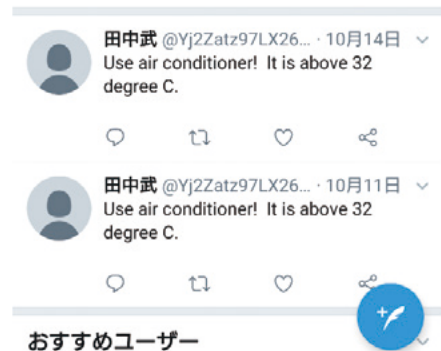 田中武 @Yj2Zatz97LX26... · 10月14日
Use air conditioner! It is above 32
degree C.
田中武 @Yj2Zatz97LX26... · 10月11日
Use air conditioner! It is above 32
degree C.
おすすめユーザー